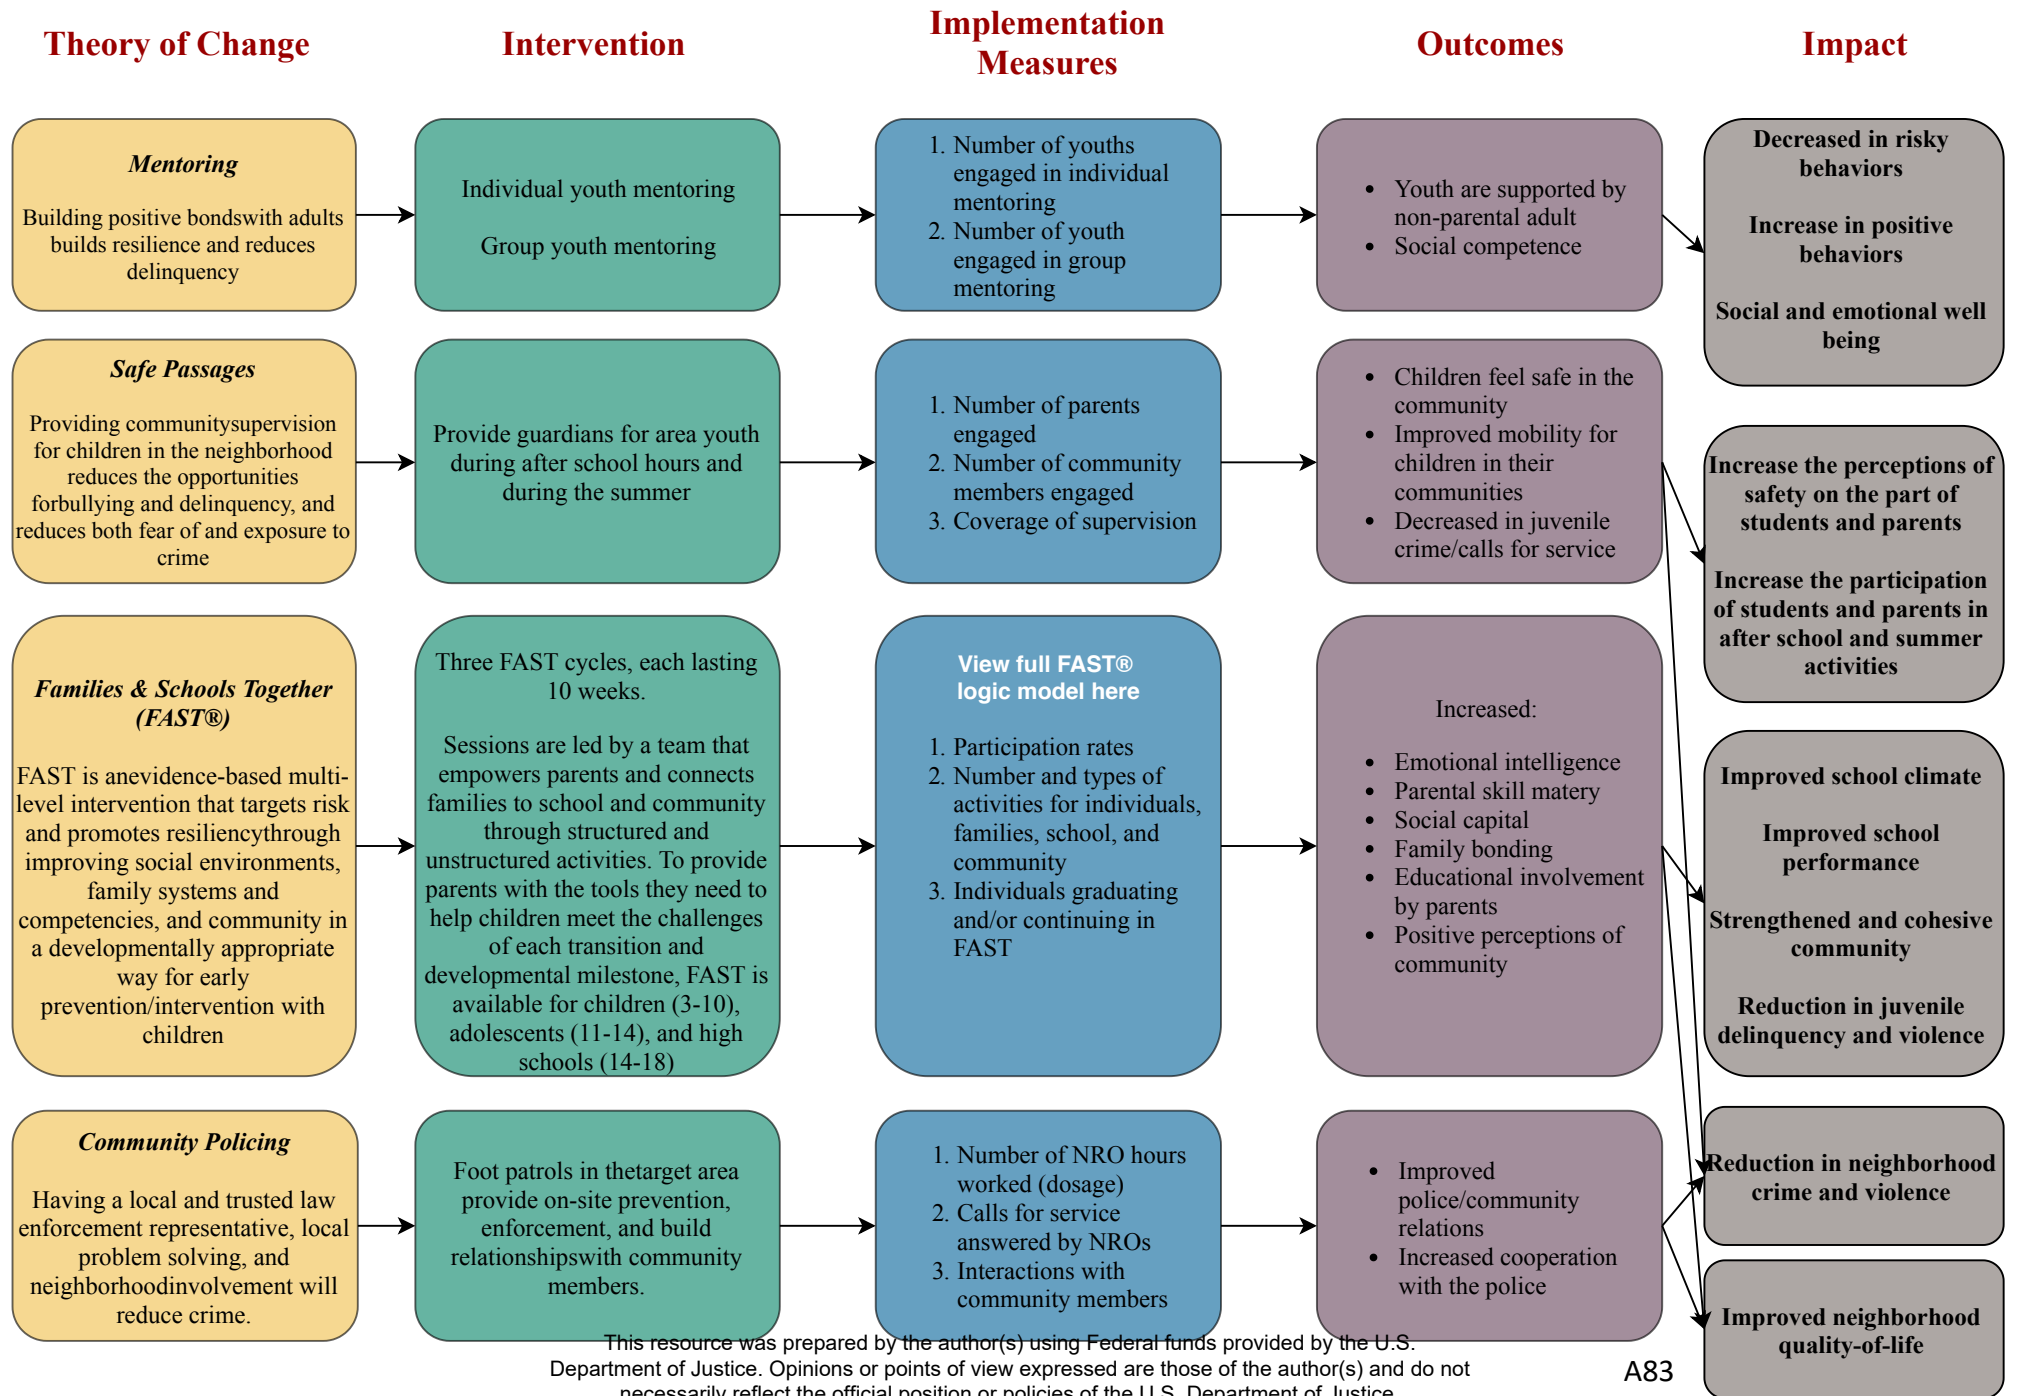 Theory of Change
Intervention
Implementation
Measures
Outcomes
Impact
Mentoring
Building positive bondswith adults
builds resilience and reduces
delinquency
Individual youth mentoring
Group youth mentoring
1. Number of youths
engaged in individual
mentoring
2. Number of youth
engaged in group
mentoring
• Youth are supported by
non-parental adult
• Social competence
Decreased in risky
behaviors
Increase in positive
behaviors
Social and emotional well
being
Safe Passages
Providing communitysupervision
for children in the neighborhood
reduces the opportunities
forbullying and delinquency, and
reduces both fear of and exposure to
crime
Provide guardians for area youth
during after school hours and
during the summer
1. Number of parents
engaged
2. Number of community
members engaged
3. Coverage of supervision
• Children feel safe in the
community
• Improved mobility for
children in their
communities
• Decreased in juvenile
crime/calls for service
Increase the perceptions of
safety on the part of
students and parents
Increase the participation
of students and parents in
after school and summer
activities
Families & Schools Together
(FAST®)
FAST is anevidence-based multi-
level intervention that targets risk
and promotes resiliencythrough
improving social environments,
family systems and
competencies, and community in
a developmentally appropriate
way for early
prevention/intervention with
children
Three FAST cycles, each lasting
10 weeks.
Sessions are led by a team that
empowers parents and connects
families to school and community
through structured and
unstructured activities. To provide
parents with the tools they need to
help children meet the challenges
of each transition and
developmental milestone, FAST is
available for children (3-10),
adolescents (11-14), and high
schools (14-18)
View full FAST®
logic model here
1. Participation rates
2. Number and types of
activities for individuals,
families, school, and
community
3. Individuals graduating
and/or continuing in
FAST
Increased:
• Emotional intelligence
• Parental skill matery
• Social capital
• Family bonding
• Educational involvement
by parents
• Positive perceptions of
community
Improved school climate
Improved school
performance
Strengthened and cohesive
community
Reduction in juvenile
delinquency and violence
Community Policing
Having a local and trusted law
enforcement representative, local
problem solving, and
neighborhoodinvolvement will
reduce crime.
Foot patrols in thetarget area
provide on-site prevention,
enforcement, and build
relationshipswith community
members.
1. Number of NRO hours
worked (dosage)
2. Calls for service
answered by NROs
3. Interactions with
community members
• Improved
police/community
relations
• Increased cooperation
with the police
Reduction in neighborhood
crime and violence
Improved neighborhood
quality-of-life
This resource was prepared by the author(s) using Federal funds provided by the U.S.
Department of Justice. Opinions or points of view expressed are those of the author(s) and do not
necessarily reflect the official position or policies of the U.S. Department of Justice.
A83